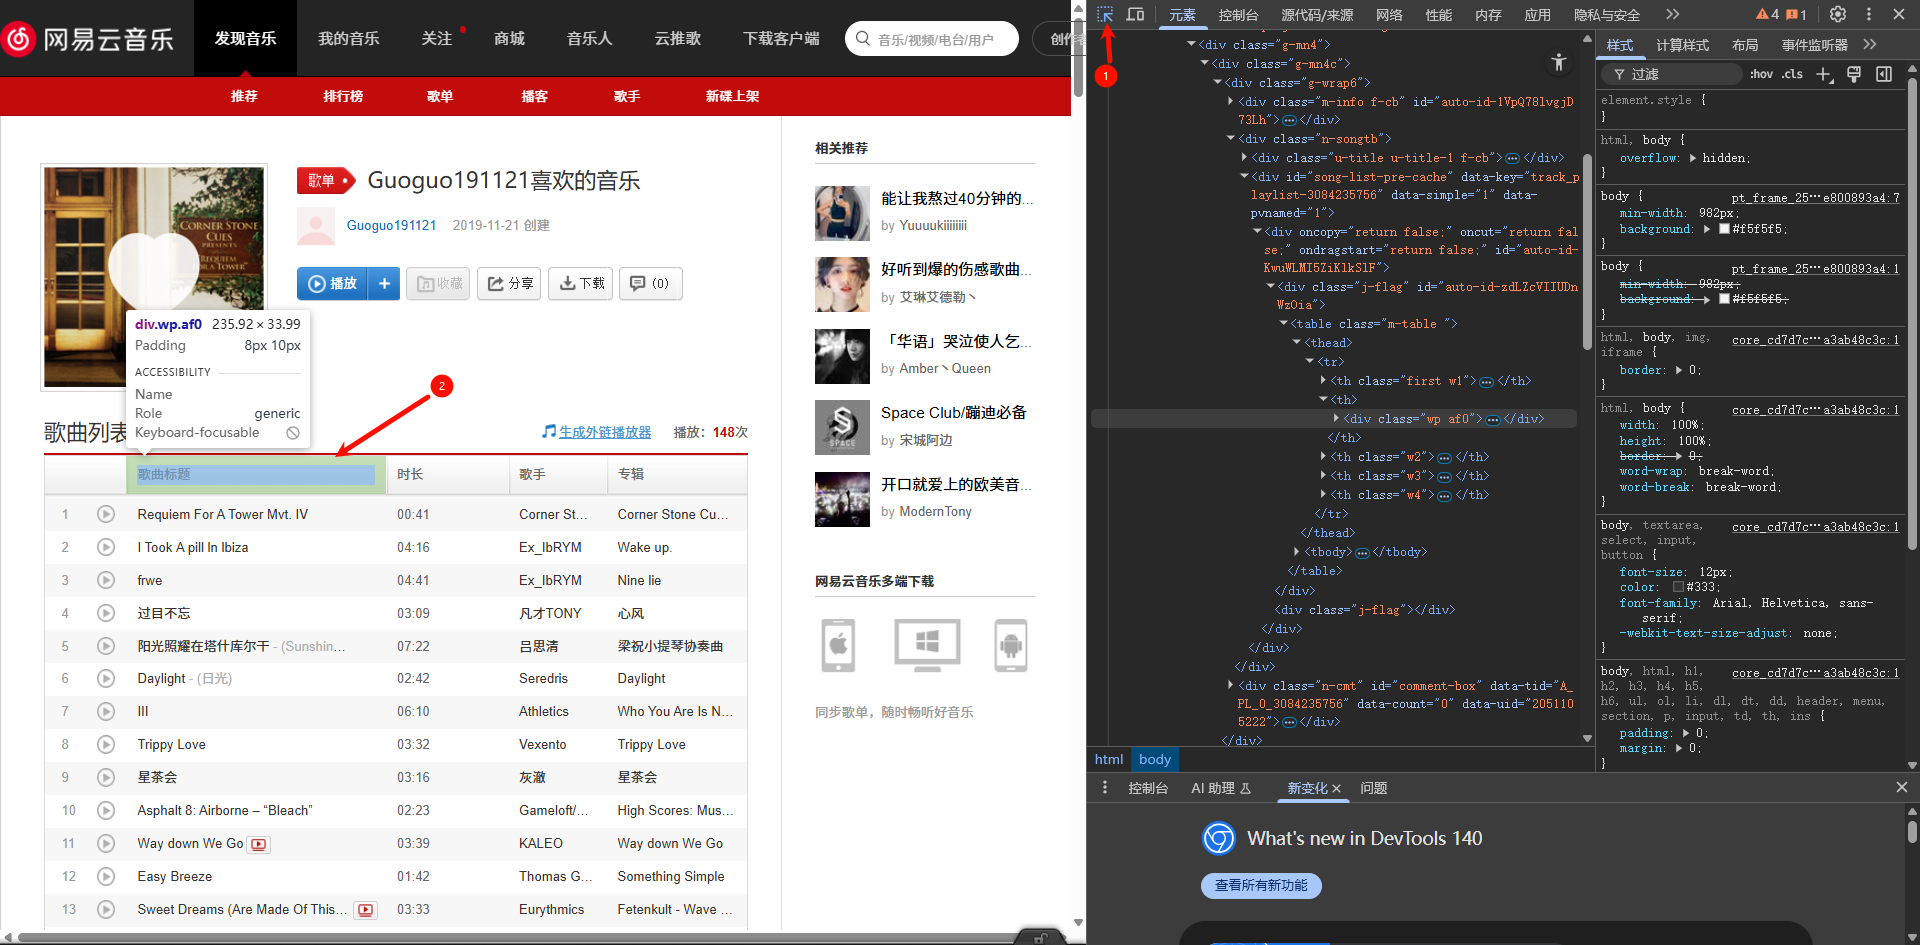 网易云音乐
发现音乐
我的音乐
关注
商城
音乐人
云推歌
下载客户端
音乐/视频/电台/用户
推荐
排行榜
歌单
播客
歌手
新碟上架
CORNER STONE
CUES
PRESENTS
REQUIEM
FOR A TOWER
歌单
Guoguo191121喜欢的音乐
Guoguo191121 2019-11-21 创建
播放
收藏
分享
下载
(0)
div.wp.af0 235.92 × 33.99
Padding 8px 10px
ACCESSIBILITY
Name
Role generic
Keyboard-focusable
2
歌曲列表
生成外链播放器
播放：148次
歌曲标题 时长 歌手 专辑
1 Requiem For A Tower Mvt. IV 00:41 Corner St... Corner Stone Cu...
2 I Took A pill In Ibiza 04:16 Ex_IbRYM Wake up.
3 frwe 04:41 Ex_IbRYM Nine lie
4 过目不忘 03:09 凡才TONY 心风
5 阳光照耀在塔什库尔干 - (Sunshin... 07:22 吕思清 梁祝小提琴协奏曲
6 Daylight - (日光) 02:42 Seredris Daylight
7 III 06:10 Athletics Who You Are Is N...
8 Trippy Love 03:32 Vexento Trippy Love
9 星茶会 03:16 灰澈 星茶会
10 Asphalt 8: Airborne – “Bleach” 02:23 Gameloft/... High Scores: Mus...
11 Way down We Go 03:39 KALEO Way down We Go
12 Easy Breeze 01:42 Thomas G... Something Simple
13 Sweet Dreams (Are Made Of This... 03:33 Eurythmics Fetenkult - Wave ...
相关推荐
能让我熬过40分钟的...
by Yuuuukiiiiiiii
好听到爆的伤感歌曲...
by 艾琳艾德勒丶
「华语」哭泣使人乞...
by Amber丶Queen
SPACE
Space Club/蹦迪必备
by 宋城阿边
开口就爱上的欧美音...
by ModernTony
网易云音乐多端下载
同步歌单，随时畅听好音乐
元素
控制台
源代码/来源
网络
性能
内存
应用
隐私与安全
4
1
1
<div class="g-mn4">
<div class="g-mn4c">
<div class="g-wrap6">
<div class="m-info f-cb" id="auto-id-1VpQ78lvgjD
73Lh">…</div>
<div class="n-songtb">
<div class="u-title u-title-1 f-cb">…</div>
<div id="song-list-pre-cache" data-key="track_p
laylist-3084235756" data-simple="1" data-
pvnamed="1">
<div oncopy="return false;" oncut="return fal
se;" ondragstart="return false;" id="auto-id-
KwuWLMI5ZiKlkSlF">
<div class="j-flag" id="auto-id-zdLZcVIIUDn
WzOia">
<table class="m-table ">
<thead>
<tr>
<th class="first w1">…</th>
<th>
<div class="wp af0">…</div>
</th>
<th class="w2">…</th>
<th class="w3">…</th>
<th class="w4">…</th>
</tr>
</thead>
<tbody>…</tbody>
</table>
</div>
<div class="j-flag"></div>
</div>
</div>
</div>
<div class="n-cmt" id="comment-box" data-tid="A_
PL_0_3084235756" data-count="0" data-uid="205110
5222">…</div>
</div>
html body
样式
计算样式
布局
事件监听器
过滤
:hov .cls
element.style {
}
html, body {
overflow: hidden;
}
body { pt_frame_25…e800893a4:7
min-width: 982px;
background: #f5f5f5;
}
body { pt_frame_25…e800893a4:1
min-width: 982px;
background: #f5f5f5;
}
html, body, img, core_cd7d7c…a3ab48c3c:1
iframe {
border: 0;
}
html, body { core_cd7d7c…a3ab48c3c:1
width: 100%;
height: 100%;
border: 0;
word-wrap: break-word;
word-break: break-word;
}
body, textarea, core_cd7d7c…a3ab48c3c:1
select, input,
button {
font-size: 12px;
color: #333;
font-family: Arial, Helvetica, sans-
serif;
-webkit-text-size-adjust: none;
}
body, html, h1, core_cd7d7c…a3ab48c3c:1
h2, h3, h4, h5,
h6, ul, ol, li, dl, dt, dd, header, menu,
section, p, input, td, th, ins {
padding: 0;
margin: 0;
}
控制台
AI 助理
新变化
问题
What's new in DevTools 140
查看所有新功能